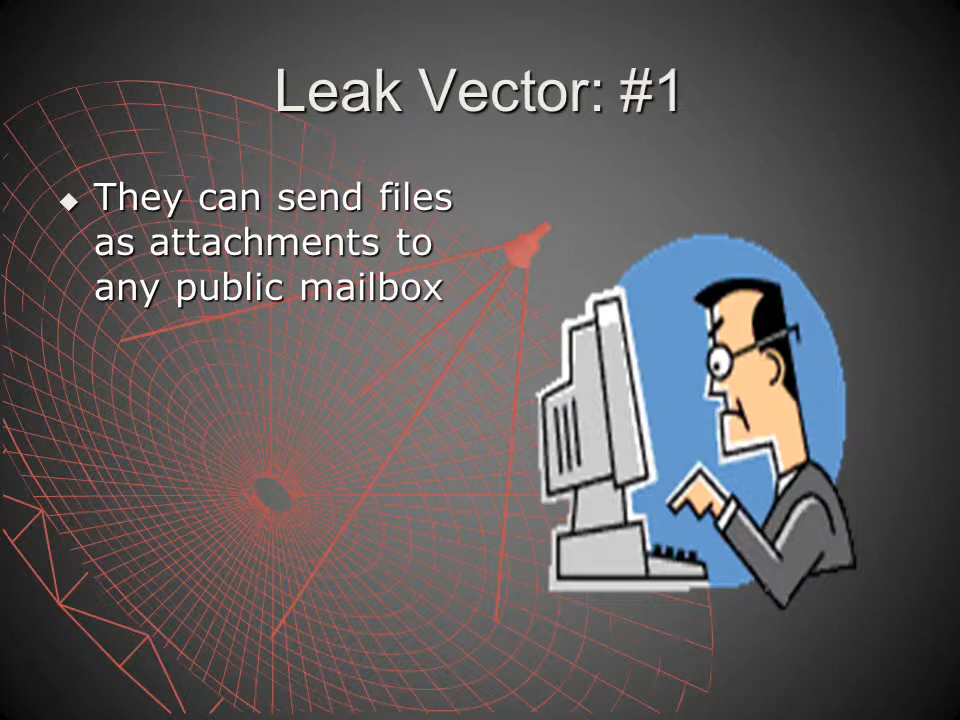 Leak Vector: #1
They can send files
as attachments to
any public mailbox